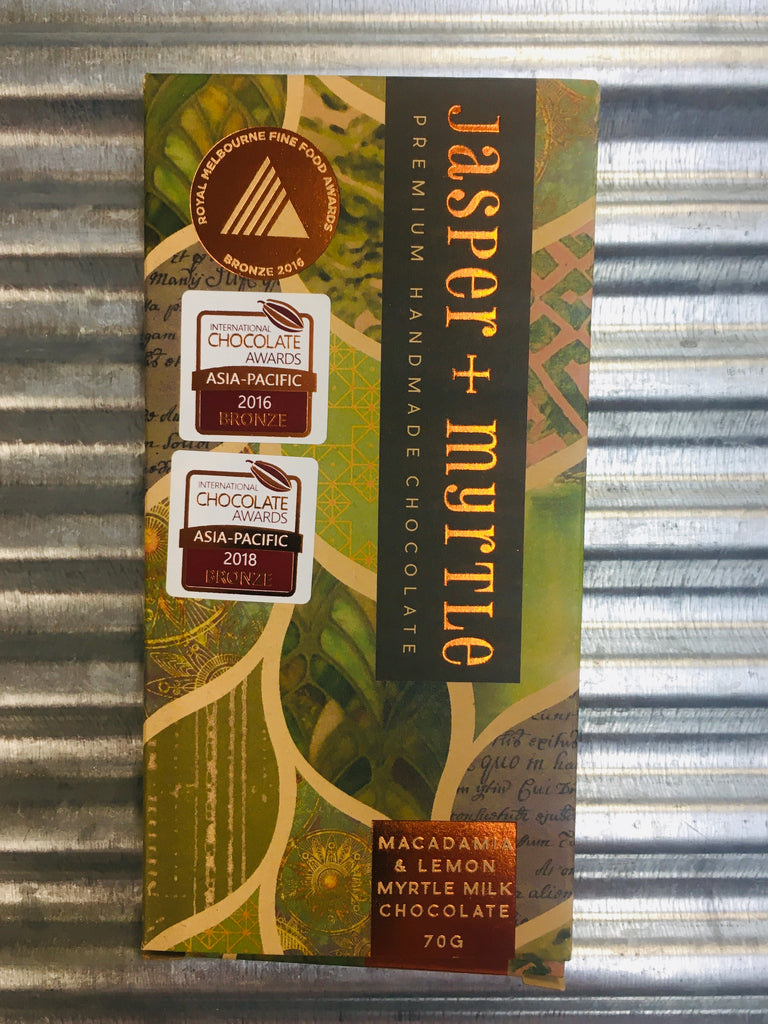 ROYAL MELBOURNE FINE FOOD AWARDS
BRONZE 2016
INTERNATIONAL
CHOCOLATE
AWARDS
ASIA-PACIFIC
2016
BRONZE
INTERNATIONAL
CHOCOLATE
AWARDS
ASIA-PACIFIC
2018
BRONZE
Jasper + myrtle
PREMIUM HANDMADE CHOCOLATE
MACADAMIA
& LEMON
MYRTLE MILK
CHOCOLATE
70G
quo m